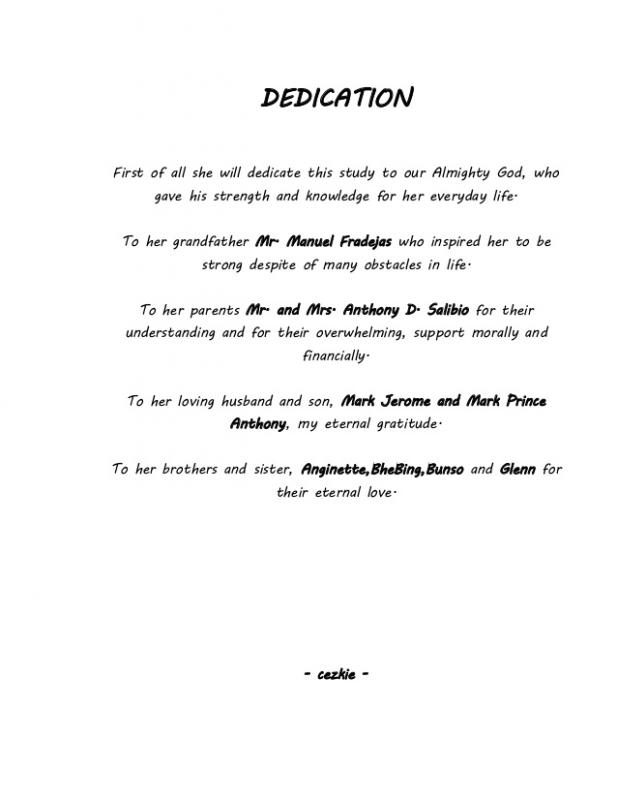 DEDICATION
First of all she will dedicate this study to our Almighty God, who
gave his strength and knowledge for her everyday life.
To her grandfather Mr. Manuel Fradejas who inspired her to be
strong despite of many obstacles in life.
To her parents Mr. and Mrs. Anthony D. Salibio for their
understanding and for their overwhelming, support morally and
financially.
To her loving husband and son, Mark Jerome and Mark Prince
Anthony, my eternal gratitude.
To her brothers and sister, Anginette,BheBing,Bunso and Glenn for
their eternal love.
- cezkie -